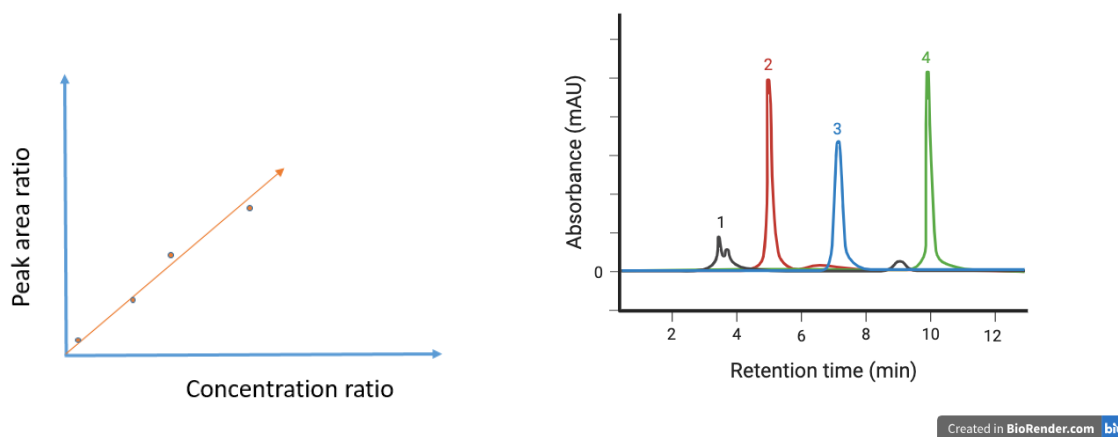 Peak area ratio
Concentration ratio
Absorbance (mAU)
1
2
3
4
0
2
4
6
8
10
12
Retention time (min)
Created in BioRender.com
bi